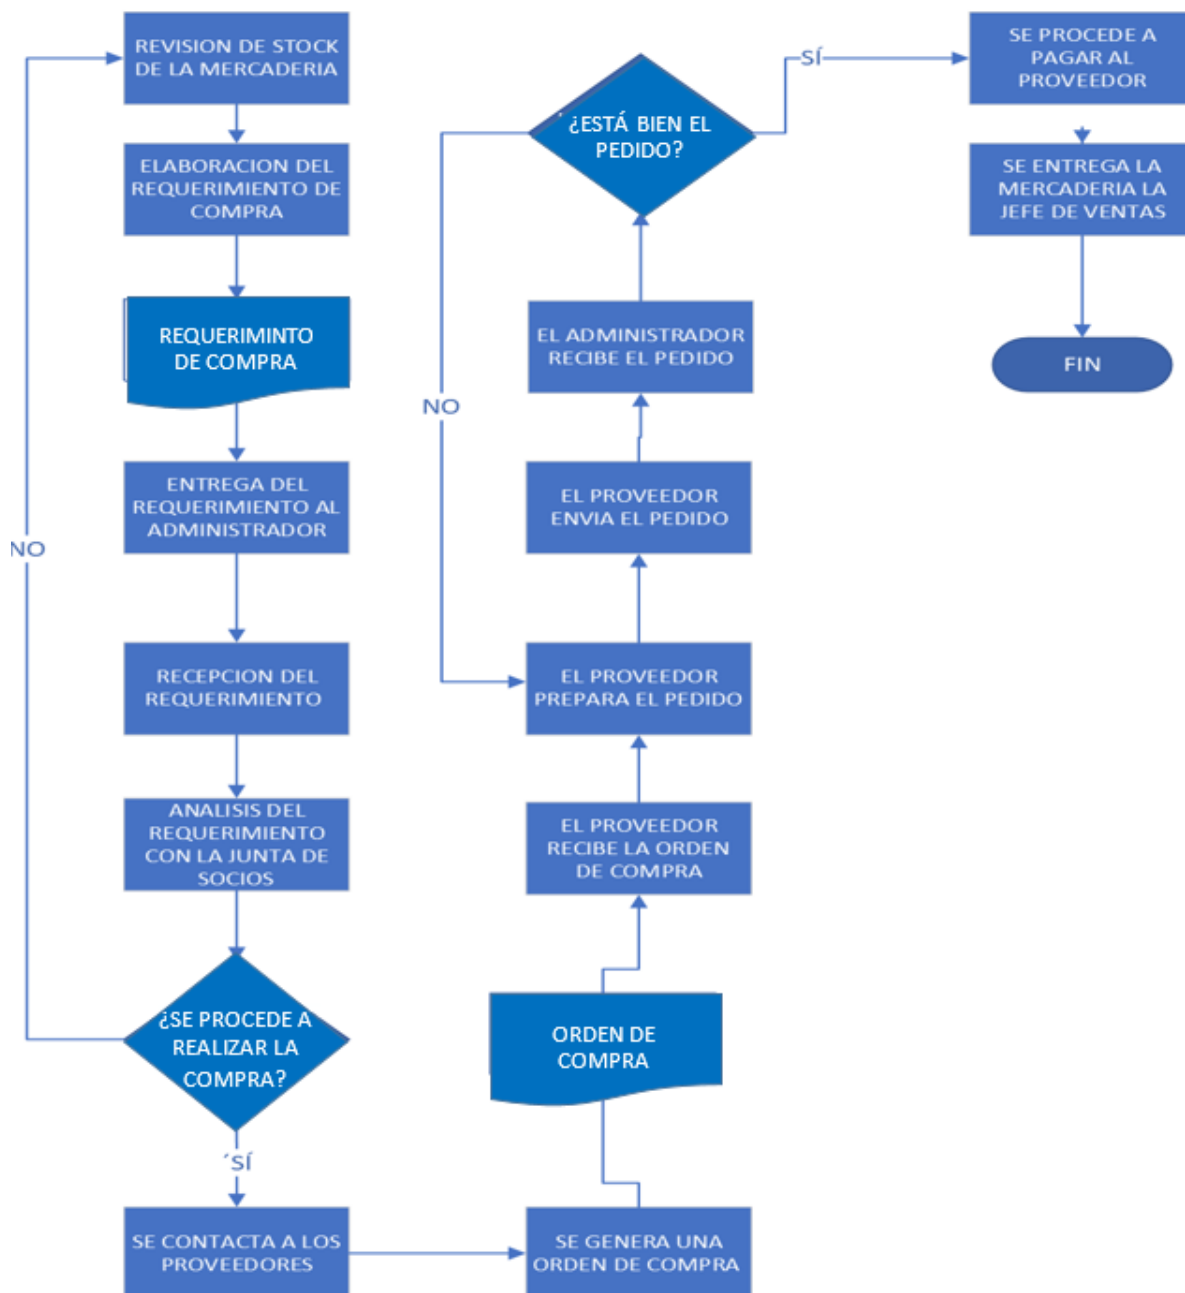 REVISION DE STOCK
DE LA MERCADERIA
ELABORACION DEL
REQUERIMIENTO DE
COMPRA
REQUERIMINTO
DE COMPRA
ENTREGA DEL
REQUERIMIENTO AL
ADMINISTRADOR
NO
RECEPCION DEL
REQUERIMIENTO
ANALISIS DEL
REQUERIMIENTO
CON LA JUNTA DE
SOCIOS
¿SE PROCEDE A
REALIZAR LA
COMPRA?
´SÍ
SE CONTACTA A LOS
PROVEEDORES
SE GENERA UNA
ORDEN DE COMPRA
ORDEN DE
COMPRA
EL PROVEEDOR
RECIBE LA ORDEN
DE COMPRA
EL PROVEEDOR
PREPARA EL PEDIDO
EL PROVEEDOR
ENVIA EL PEDIDO
EL ADMINISTRADOR
RECIBE EL PEDIDO
¿ESTÁ BIEN EL
PEDIDO?
NO
SÍ
SE PROCEDE A
PAGAR AL
PROVEEDOR
SE ENTREGA LA
MERCADERIA LA
JEFE DE VENTAS
FIN